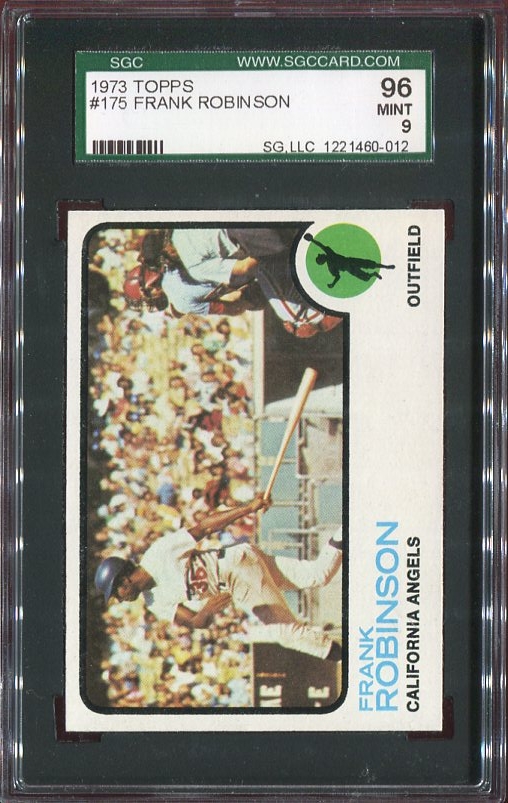 SGC WWW.SGCCARD.COM
1973 TOPPS
#175 FRANK ROBINSON
96
MINT
9
SG, LLC 1221460-012
OUTFIELD
FRANK
ROBINSON
CALIFORNIA ANGELS
36